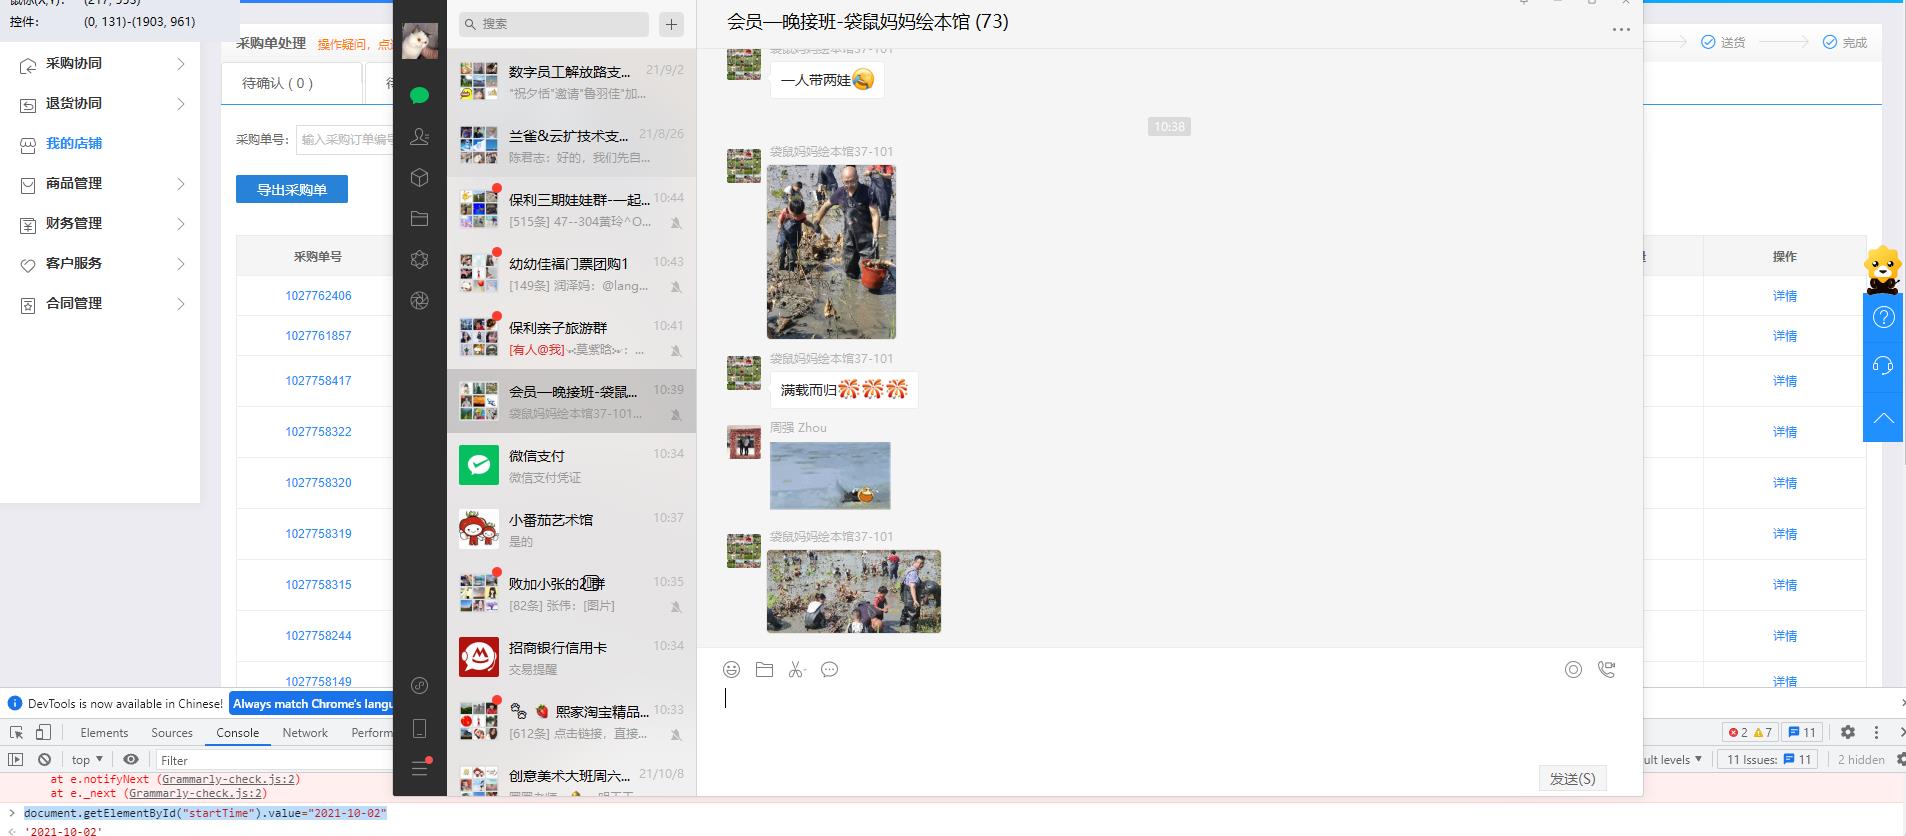 鼠标(X,Y): (217, 553)
控件: (0, 131)-(1903, 961)
采购协同
退货协同
我的店铺
商品管理
财务管理
客户服务
合同管理
采购单处理
操作疑问，点
待确认 ( 0 )
待
采购单号:
输入采购订单编号
导出采购单
采购单号
1027762406
1027761857
1027758417
1027758322
1027758320
1027758319
1027758315
1027758244
1027758149
搜索
数字员工解放路支...
21/9/2
"祝夕恬"邀请"鲁羽佳"加...
兰雀&云扩技术支...
21/8/26
陈君志：好的，我们先自...
保利三期娃娃群-一起...
10:44
[515条] 47--304黄玲^O...
幼幼佳福门票团购1
10:43
[149条] 润泽妈：@lang...
保利亲子旅游群
10:41
[有人@我] 莫紫晗 : ...
会员—晚接班-袋鼠...
10:39
袋鼠妈妈绘本馆37-101...
微信支付
10:34
微信支付凭证
小番茄艺术馆
10:37
是的
败加小张的2 群
10:35
[82条] 张伟：[图片]
招商银行信用卡
10:34
交易提醒
熙家淘宝精品...
10:33
[612条] 点击链接，直接...
创意美术大班周六...
21/10/8
会员—晚接班-袋鼠妈妈绘本馆 (73)
袋鼠妈妈绘本馆37-101
一人带两娃
10:38
袋鼠妈妈绘本馆37-101
袋鼠妈妈绘本馆37-101
满载而归
周强 Zhou
袋鼠妈妈绘本馆37-101
发送(S)
送货
完成
操作
详情
详情
详情
详情
详情
详情
详情
详情
详情
DevTools is now available in Chinese!
Always match Chrome's langu
Elements
Sources
Console
Network
Perform
2
7
11
top
Filter
ult levels
11 Issues:
11
2 hidden
at e.notifyNext (Grammarly-check.js:2)
at e._next (Grammarly-check.js:2)
document.getElementById("startTime").value="2021-10-02"
'2021-10-02'